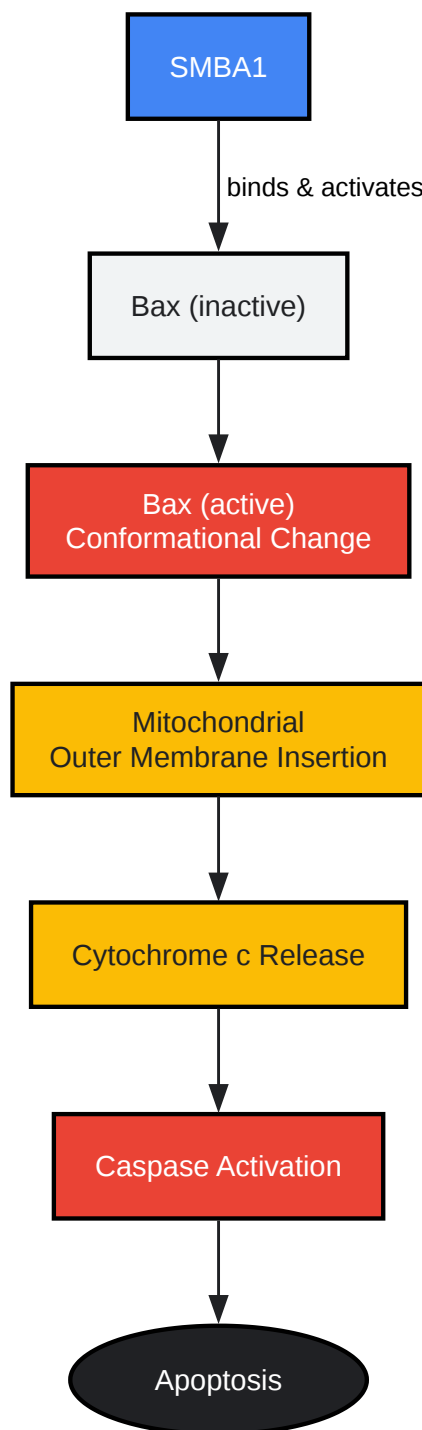 SMBA1
binds & activates
Bax (inactive)
Bax (active)
Conformational Change
Mitochondrial
Outer Membrane Insertion
Cytochrome c Release
Caspase Activation
Apoptosis